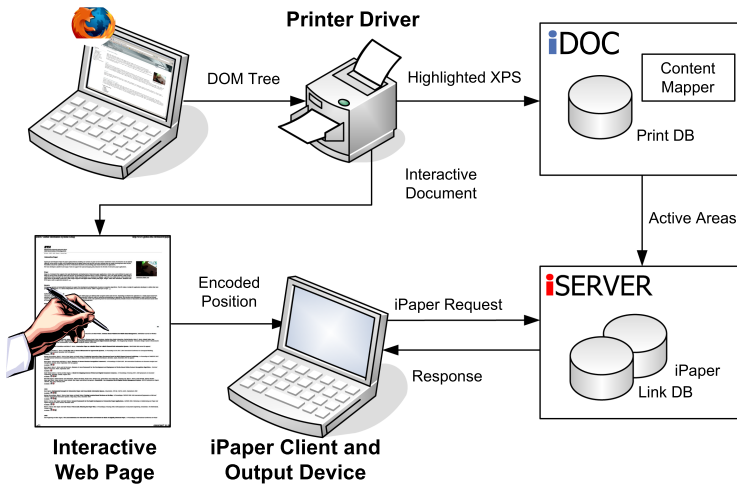 Printer Driver
iDOC
DOM Tree
Highlighted XPS
Content
Mapper
Print DB
Interactive
Document
Active Areas
Encoded
Position
iPaper Request
Response
iSERVER
iPaper
Link DB
Interactive
Web Page
iPaper Client and
Output Device